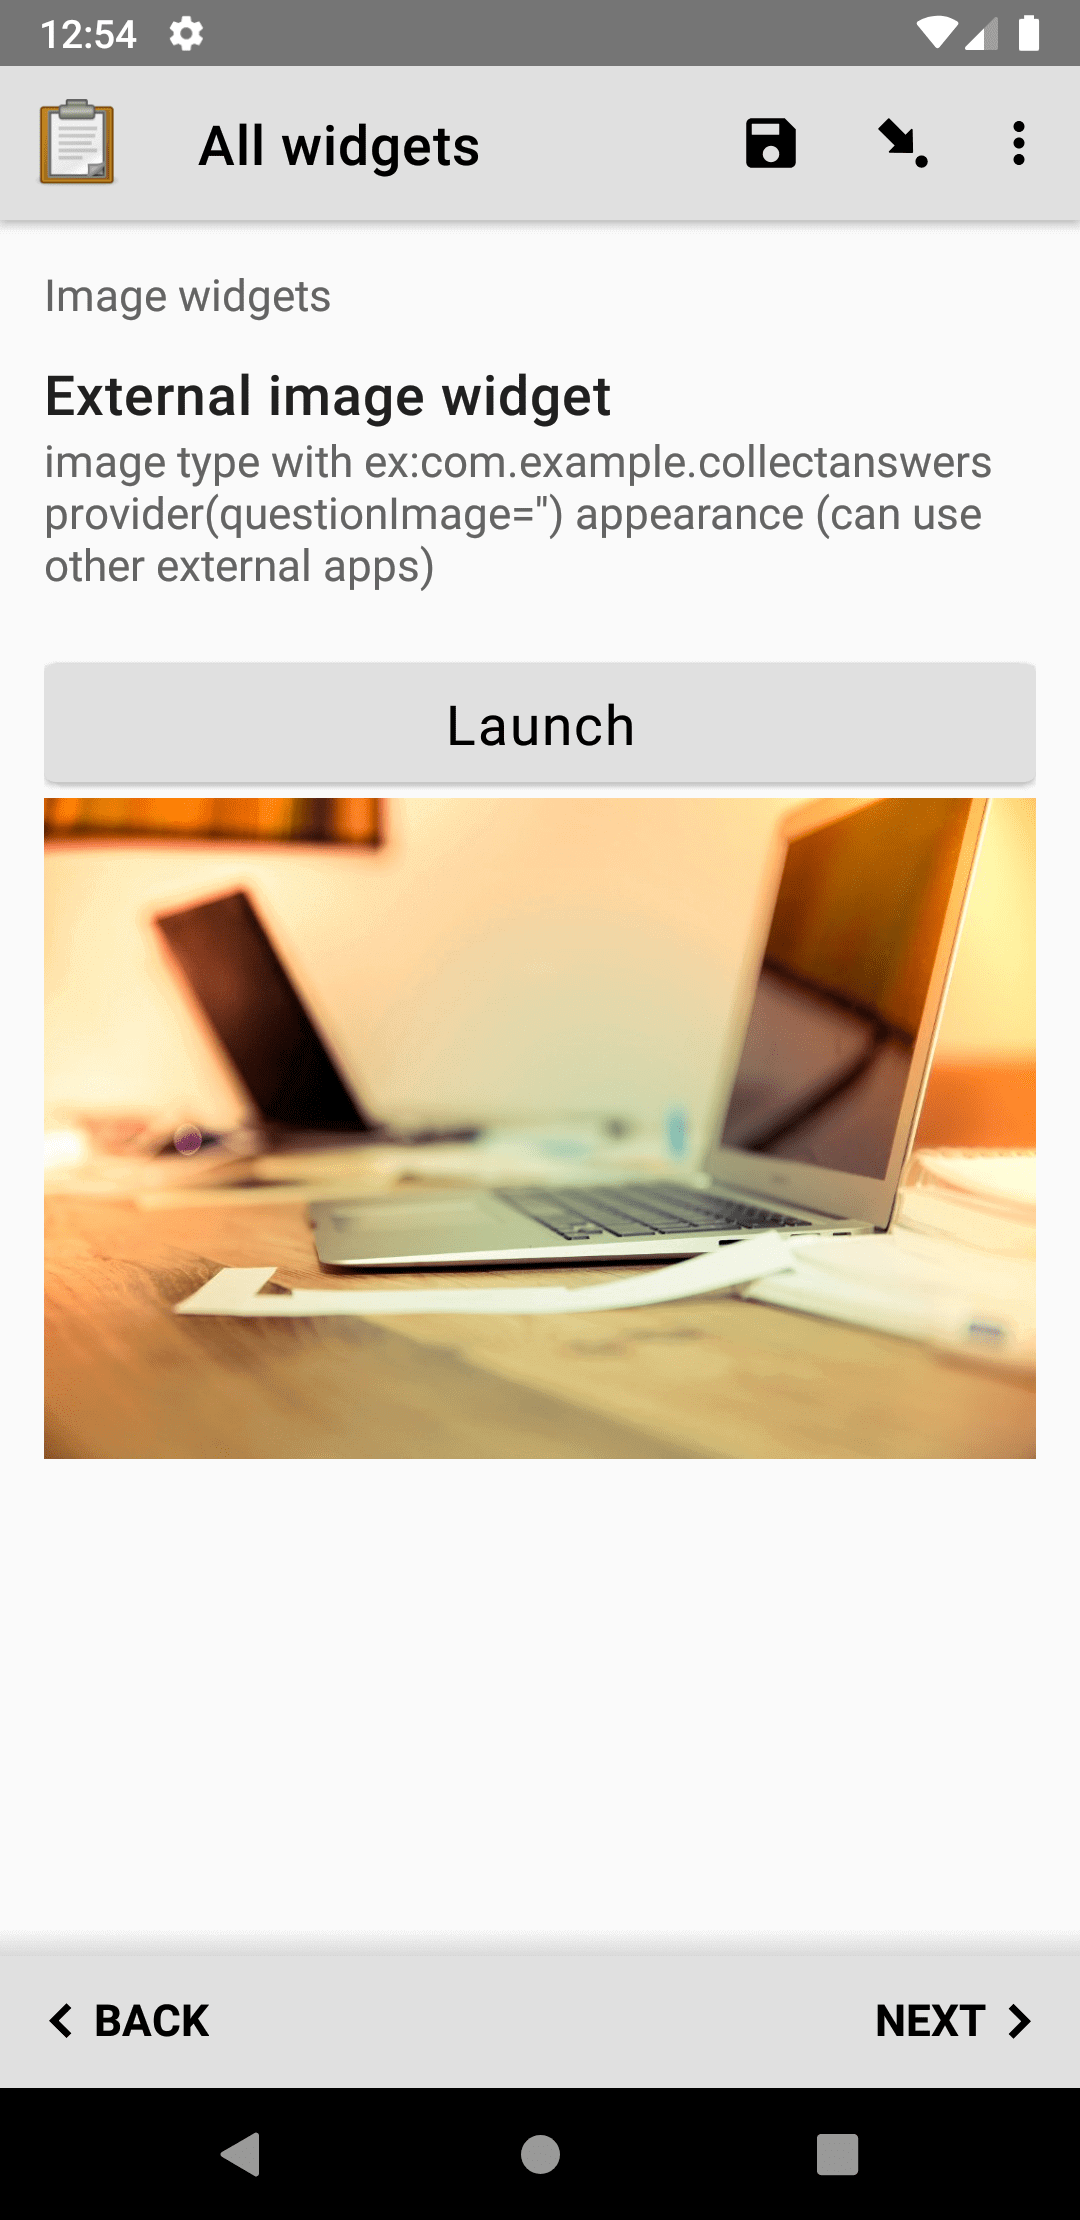 12:54
All widgets
Image widgets
External image widget
image type with ex:com.example.collectanswers
provider(questionImage='') appearance (can use
other external apps)
Launch
BACK
NEXT